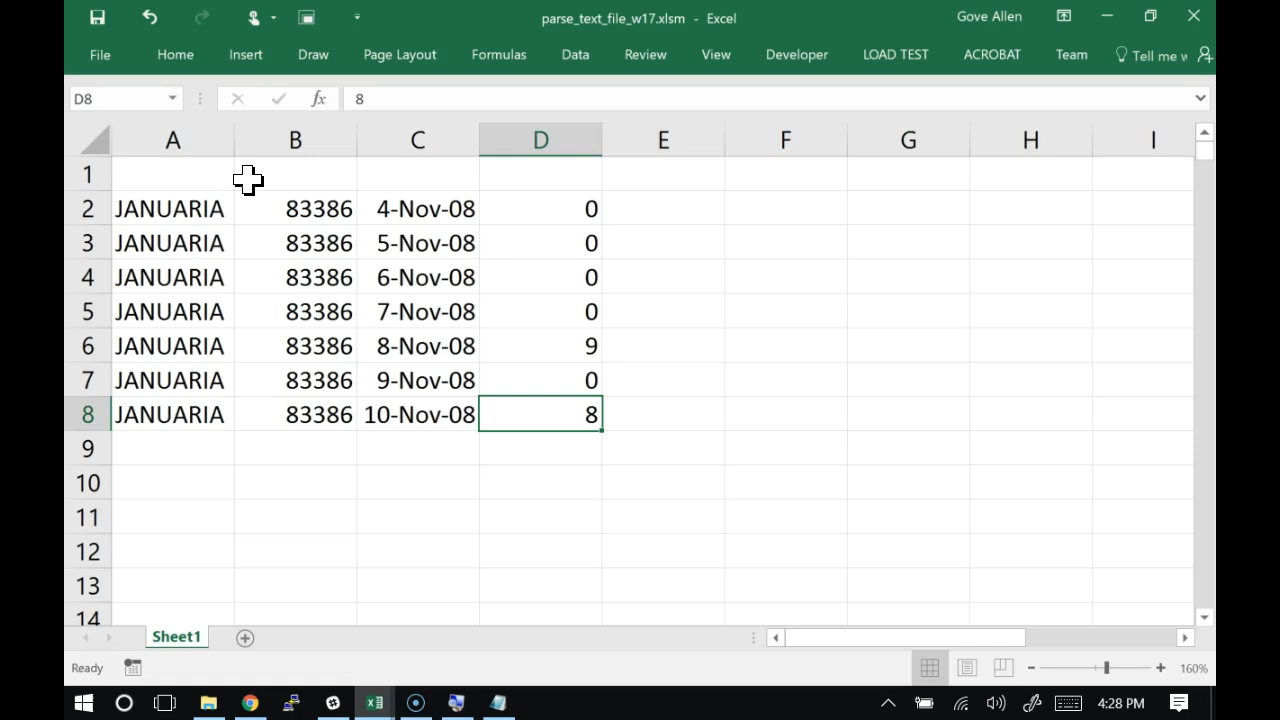 parse_text_file_w17.xlsm - Excel
Gove Allen
File Home Insert Draw Page Layout Formulas Data Review View Developer LOAD TEST ACROBAT Team Tell me w
D8 fx 8
A B C D E F G H I
1
2 JANUARIA 83386 4-Nov-08 0
3 JANUARIA 83386 5-Nov-08 0
4 JANUARIA 83386 6-Nov-08 0
5 JANUARIA 83386 7-Nov-08 0
6 JANUARIA 83386 8-Nov-08 9
7 JANUARIA 83386 9-Nov-08 0
8 JANUARIA 83386 10-Nov-08 8
9
10
11
12
13
14
Sheet1
Ready 160%
4:28 PM